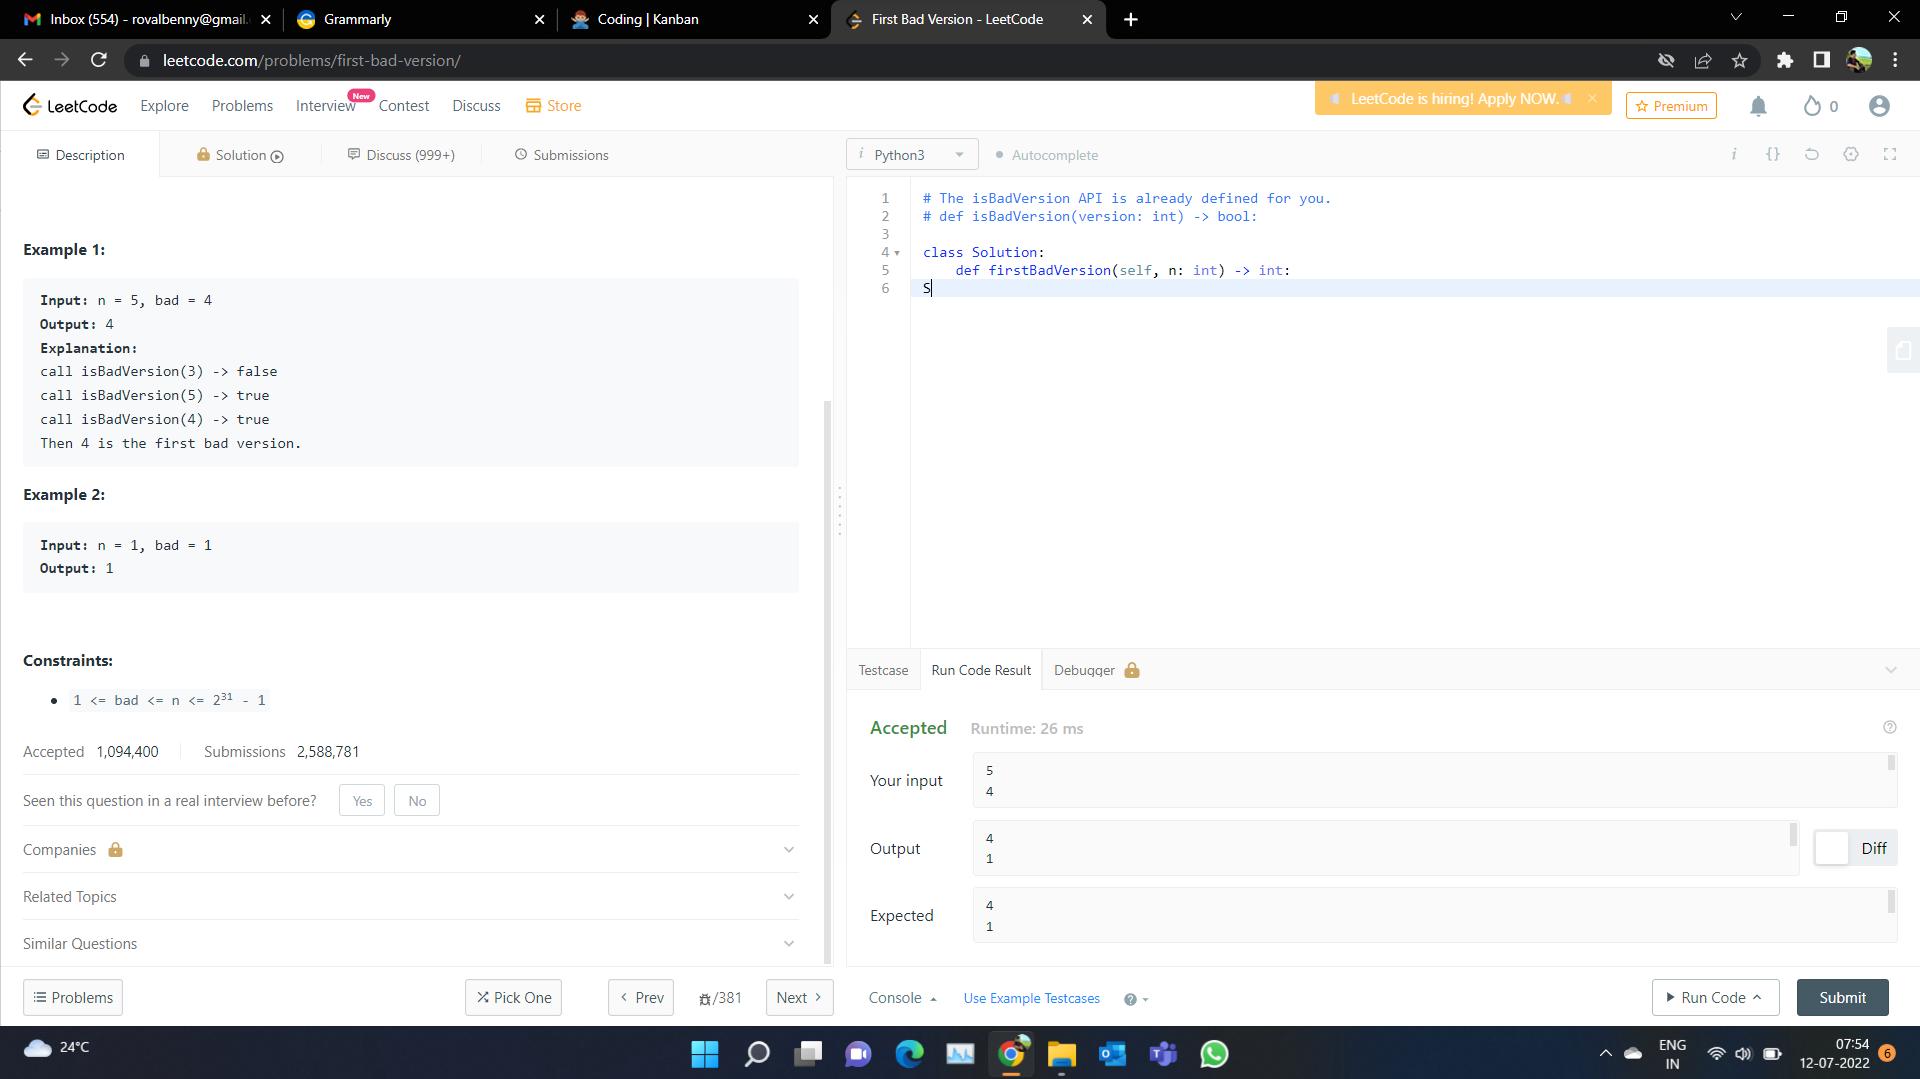 Inbox (554) - rovalbenny@gmail.
Grammarly
Coding | Kanban
First Bad Version - LeetCode
leetcode.com/problems/first-bad-version/
LeetCode
Explore
Problems
Interview
New
Contest
Discuss
Store
LeetCode is hiring! Apply NOW.
Premium
0
Description
Solution
Discuss (999+)
Submissions
i Python3
Autocomplete
i {}
Example 1:
Input: n = 5, bad = 4
Output: 4
Explanation:
call isBadVersion(3) -> false
call isBadVersion(5) -> true
call isBadVersion(4) -> true
Then 4 is the first bad version.
Example 2:
Input: n = 1, bad = 1
Output: 1
Constraints:
1 <= bad <= n <= 2³¹ - 1
Accepted 1,094,400
Submissions 2,588,781
Seen this question in a real interview before?
Yes
No
Companies
Related Topics
Similar Questions
Problems
Pick One
Prev
/381
Next
1 # The isBadVersion API is already defined for you.
2 # def isBadVersion(version: int) -> bool:
3
4 class Solution:
5 def firstBadVersion(self, n: int) -> int:
6 S
Testcase
Run Code Result
Debugger
Accepted
Runtime: 26 ms
Your input
5
4
Output
4
1
Diff
Expected
4
1
Console
Use Example Testcases
Run Code
Submit
24°C
ENG
IN
07:54
12-07-2022
6